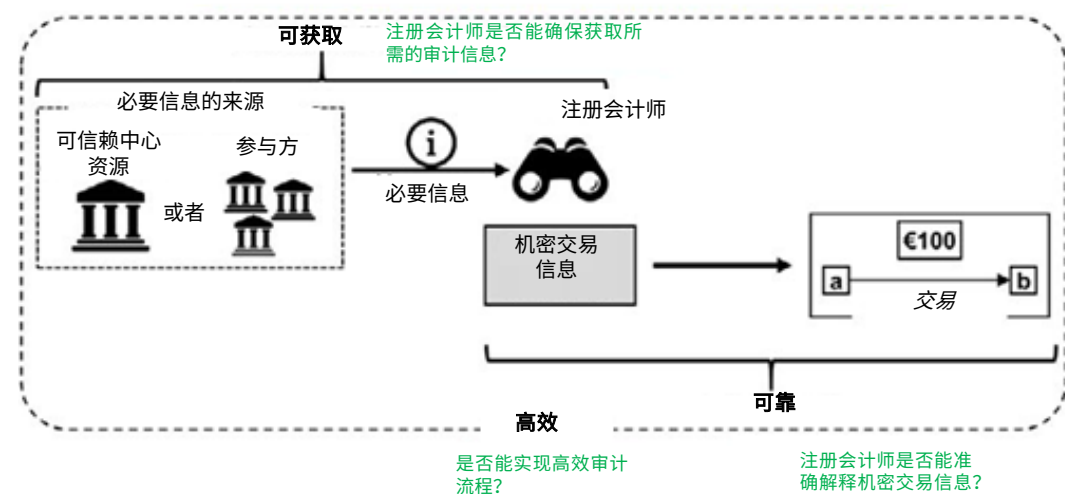 可获取
注册会计师是否能确保获取所
需的审计信息？
必要信息的来源
注册会计师
可信赖中心
资源
或者
参与方
i
必要信息
机密交易
信息
€100
a
b
交易
可靠
高效
是否能实现高效审计
流程？
注册会计师是否能准
确解释机密交易信息？